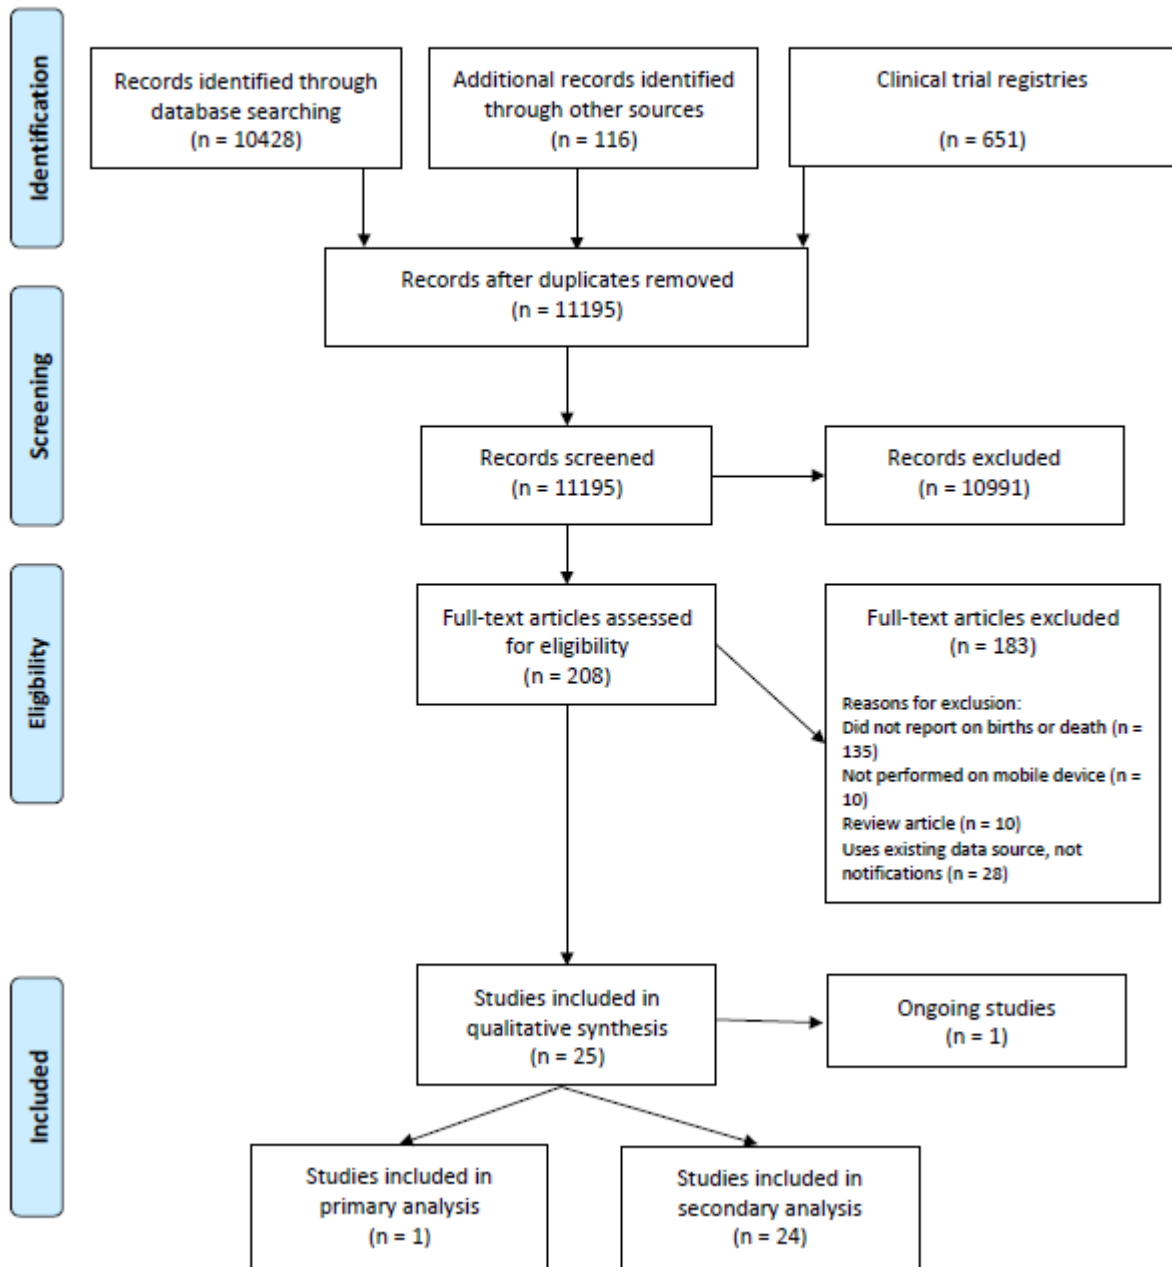 Identification
Records identified through
database searching
(n = 10428)
Additional records identified
through other sources
(n = 116)
Clinical trial registries
(n = 651)
Records after duplicates removed
(n = 11195)
Screening
Records screened
(n = 11195)
Records excluded
(n = 10991)
Eligibility
Full-text articles assessed
for eligibility
(n = 208)
Full-text articles excluded
(n = 183)
Reasons for exclusion:
Did not report on births or death (n =
135)
Not performed on mobile device (n =
10)
Review article (n = 10)
Uses existing data source, not
notifications (n = 28)
Included
Studies included in
qualitative synthesis
(n = 25)
Ongoing studies
(n = 1)
Studies included in
primary analysis
(n = 1)
Studies included in
secondary analysis
(n = 24)